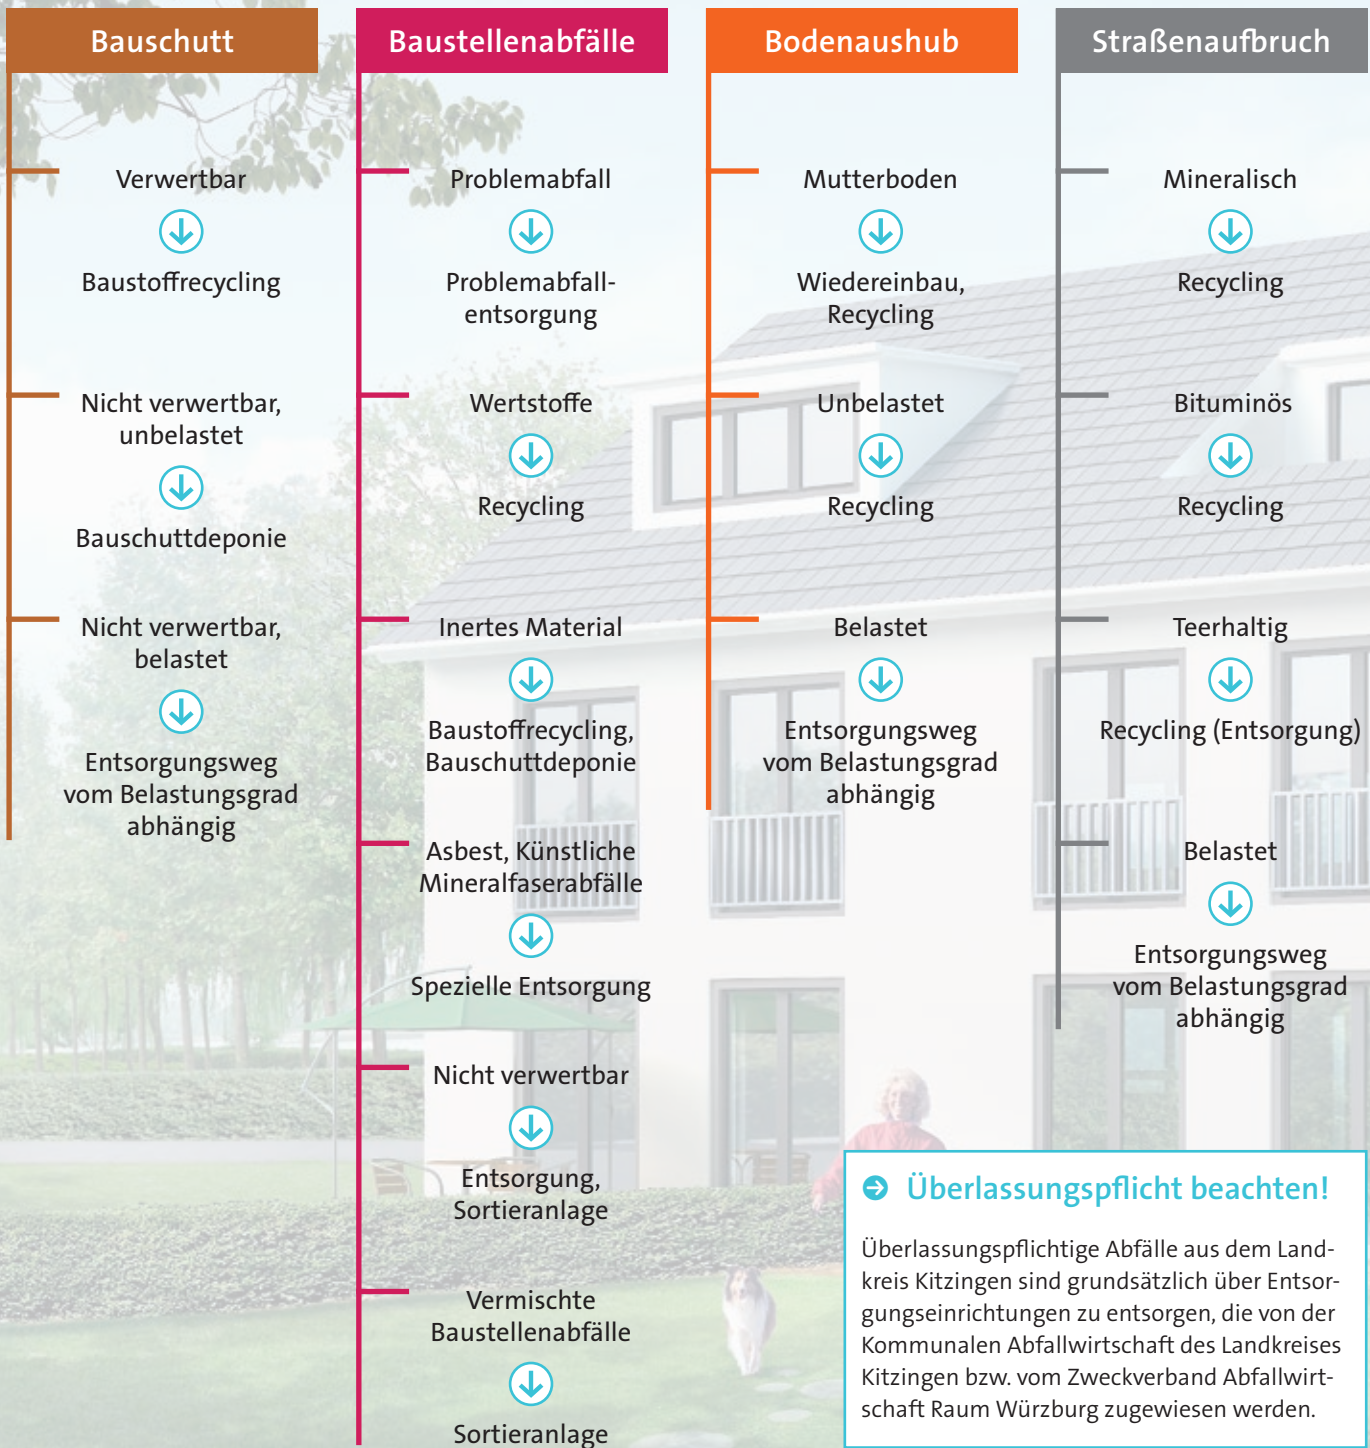 Bauschutt
Verwertbar
Baustoffrecycling
Nicht verwertbar,
unbelastet
Bauschuttdeponie
Nicht verwertbar,
belastet
Entsorgungsweg
vom Belastungsgrad
abhängig
Baustellenabfälle
Problemabfall
Problemabfall-
entsorgung
Wertstoffe
Recycling
Inertes Material
Baustoffrecycling,
Bauschuttdeponie
Asbest, Künstliche
Mineralfaserabfälle
Spezielle Entsorgung
Nicht verwertbar
Entsorgung,
Sortieranlage
Vermischte
Baustellenabfälle
Sortieranlage
Bodenaushub
Mutterboden
Wiedereinbau,
Recycling
Unbelastet
Recycling
Belastet
Entsorgungsweg
vom Belastungsgrad
abhängig
Straßenaufbruch
Mineralisch
Recycling
Bituminös
Recycling
Teerhaltig
Recycling (Entsorgung)
Belastet
Entsorgungsweg
vom Belastungsgrad
abhängig
Überlassungspflicht beachten!
Überlassungspflichtige Abfälle aus dem Land-
kreis Kitzingen sind grundsätzlich über Entsor-
gungseinrichtungen zu entsorgen, die von der
Kommunalen Abfallwirtschaft des Landkreises
Kitzingen bzw. vom Zweckverband Abfallwirt-
schaft Raum Würzburg zugewiesen werden.